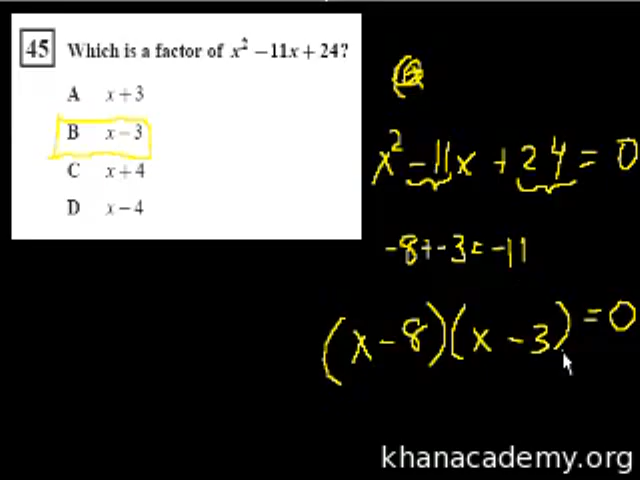 45 Which is a factor of x² − 11x + 24?
A x + 3
B x − 3
C x + 4
D x − 4
x² − 11x + 24 = 0
-8 + -3 = -11
(x − 8)(x − 3) = 0
khanacademy.org